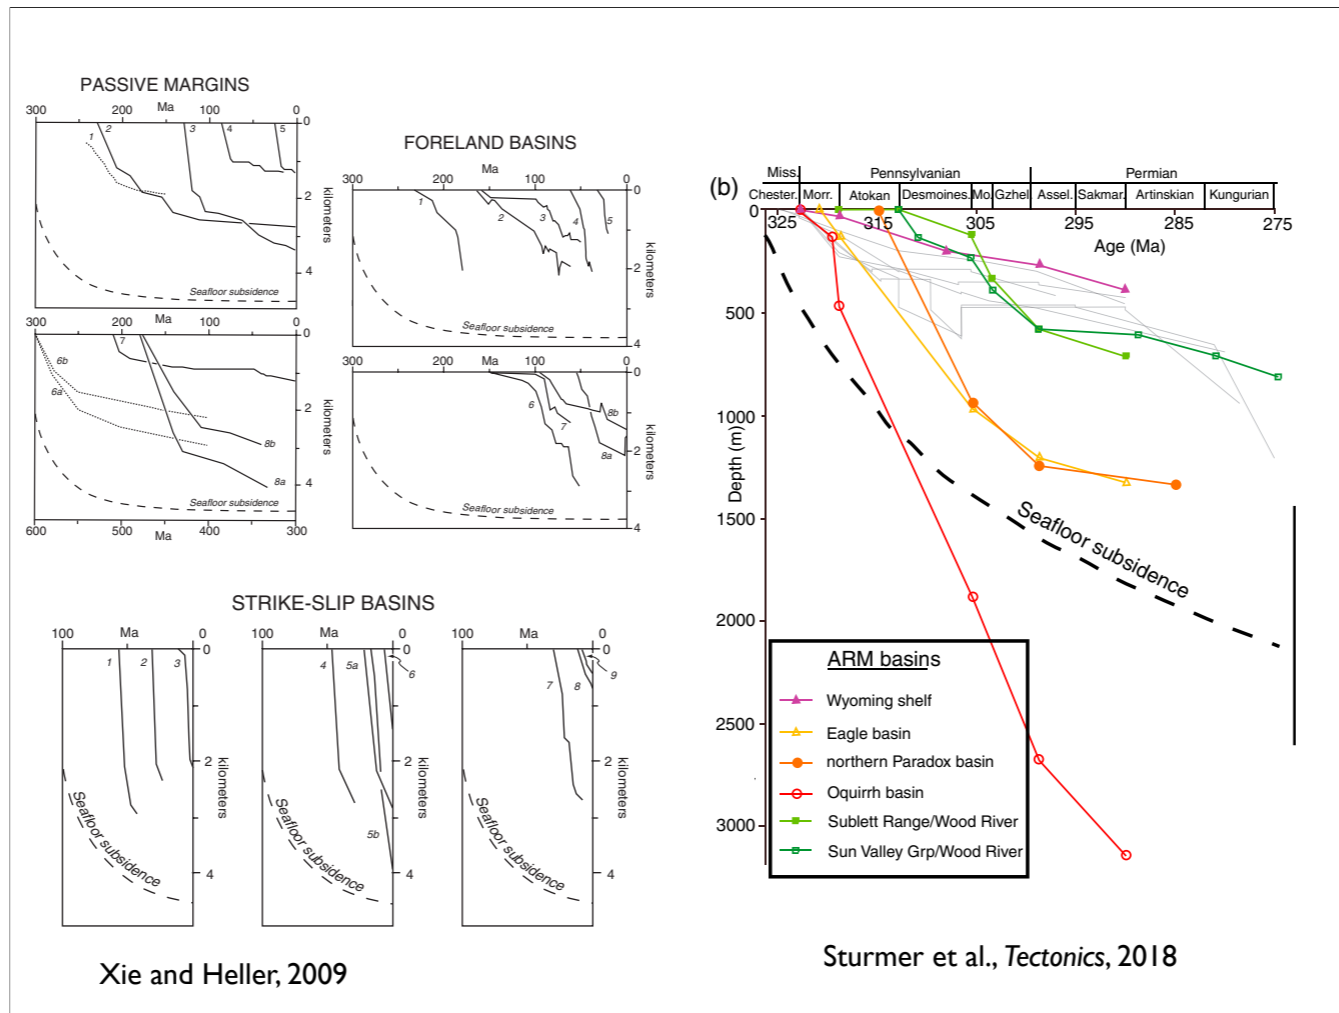 PASSIVE MARGINS
300 200 Ma 100 0
1 2 3 4 5
0
2
4
kilometers
Seafloor subsidence
300 200 Ma 100 0
6b
6a
7
8b
8a
0
2
4
kilometers
Seafloor subsidence
600 500 400 300
Ma
FORELAND BASINS
Ma
300 200 100 0
1 2 3 4 5
0
2
4
kilometers
Seafloor subsidence
300 200 Ma 100 0
6
7
8b
8a
0
2
4
kilometers
Seafloor subsidence
STRIKE-SLIP BASINS
100 Ma 0
1 2 3
0
2
4
kilometers
Seafloor subsidence
100 Ma 0
4 5a 6
5b
0
2
4
kilometers
Seafloor subsidence
100 Ma 0
7 8 9
0
2
4
kilometers
Seafloor subsidence
Xie and Heller, 2009
(b)
Miss. Pennsylvanian Permian
Chester. Morr. Atokan Desmoines. Mo. Gzhel. Assel. Sakmar. Artinskian Kungurian
325 315 305 295 285 275
Age (Ma)
0
500
1000
1500
2000
2500
3000
Depth (m)
Seafloor subsidence
ARM basins
Wyoming shelf
Eagle basin
northern Paradox basin
Oquirrh basin
Sublett Range/Wood River
Sun Valley Grp/Wood River
Sturmer et al., Tectonics, 2018